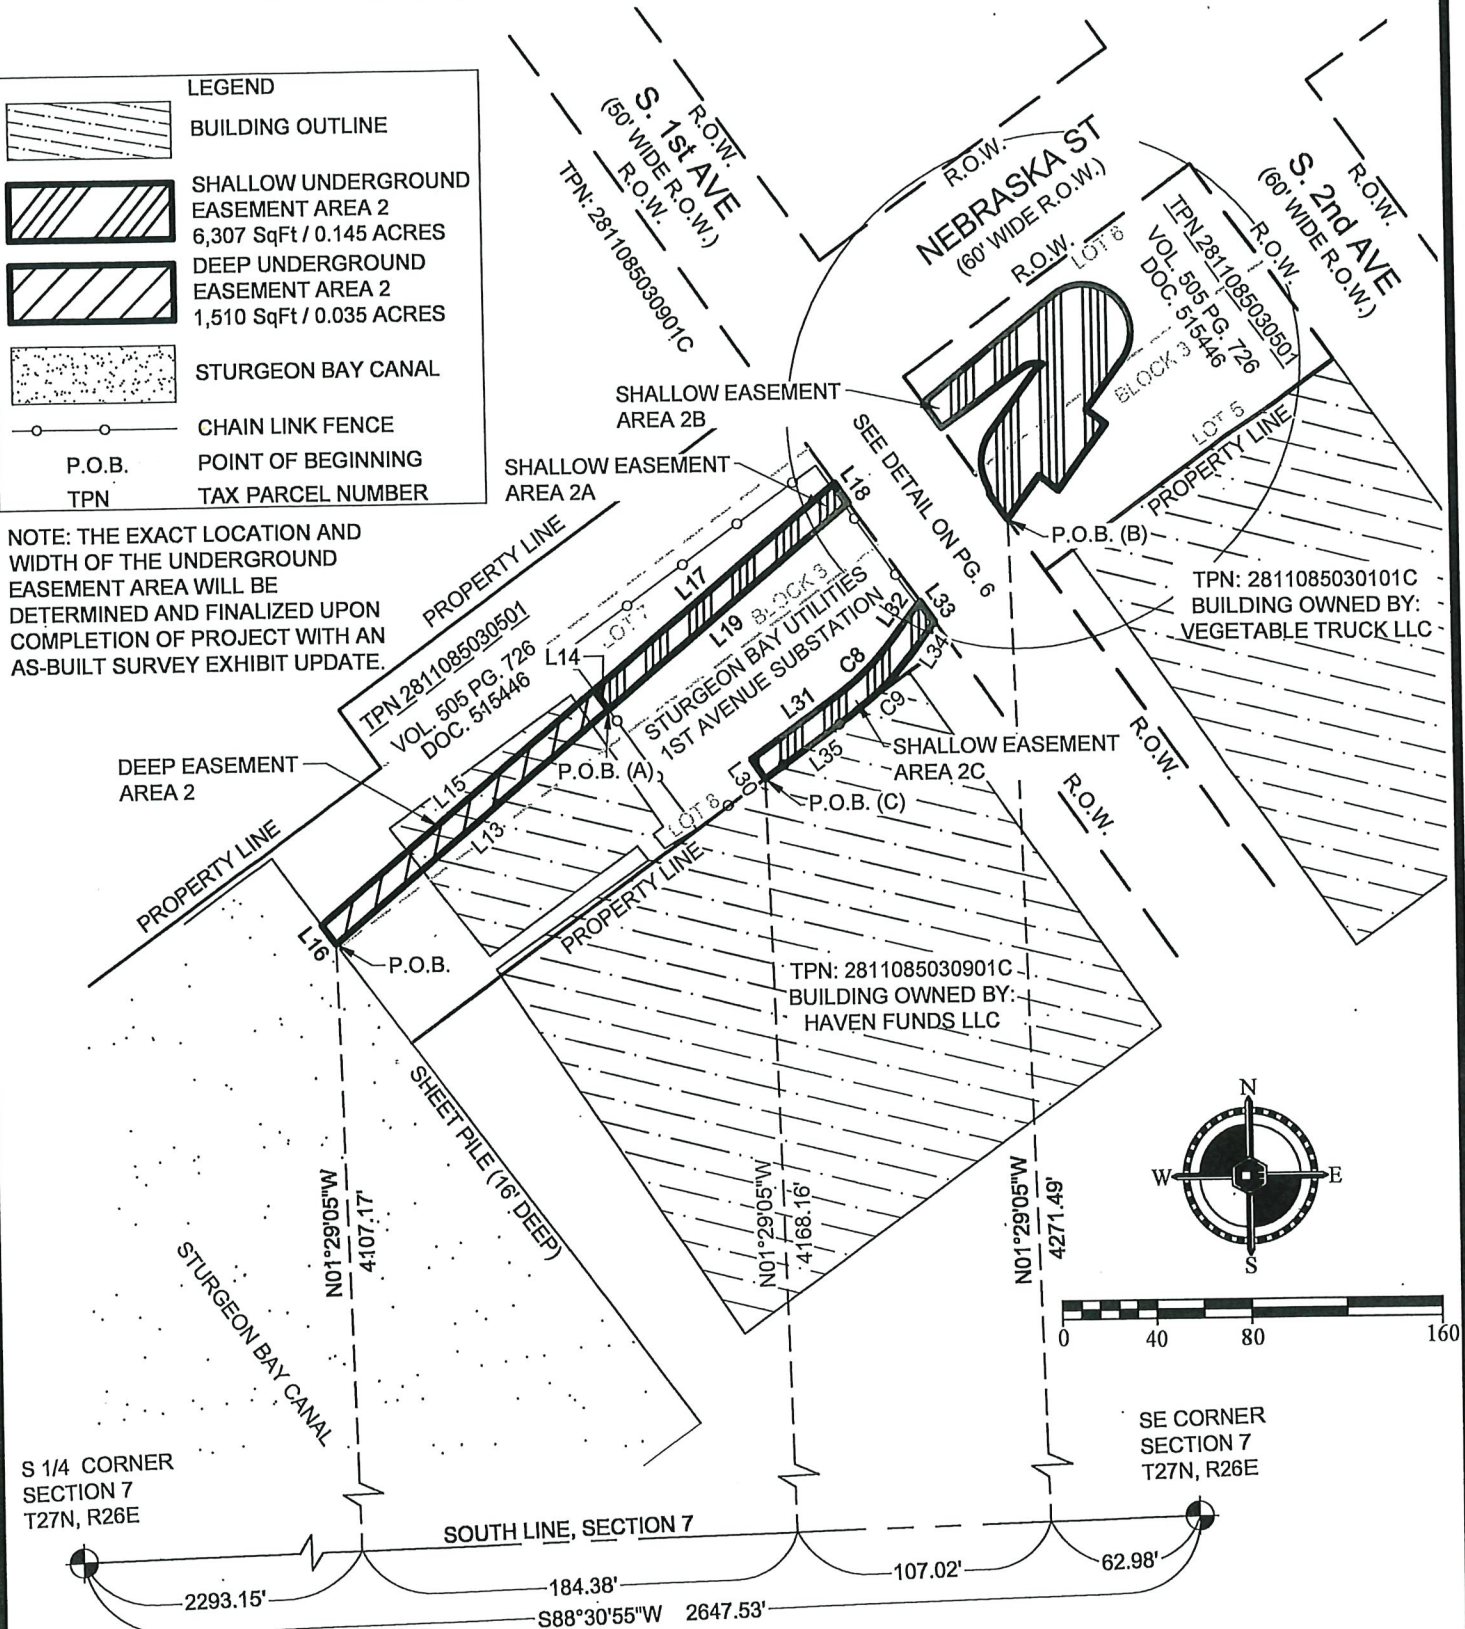 LEGEND
BUILDING OUTLINE
SHALLOW UNDERGROUND
EASEMENT AREA 2
6,307 SqFt / 0.145 ACRES
DEEP UNDERGROUND
EASEMENT AREA 2
1,510 SqFt / 0.035 ACRES
STURGEON BAY CANAL
CHAIN LINK FENCE
P.O.B. POINT OF BEGINNING
TPN TAX PARCEL NUMBER
NOTE: THE EXACT LOCATION AND
WIDTH OF THE UNDERGROUND
EASEMENT AREA WILL BE
DETERMINED AND FINALIZED UPON
COMPLETION OF PROJECT WITH AN
AS-BUILT SURVEY EXHIBIT UPDATE.
R.O.W.
S. 1st AVE
(50' WIDE R.O.W.)
R.O.W.
TPN: 2811085030901C
R.O.W.
NEBRASKA ST
(60' WIDE R.O.W.)
R.O.W.
R.O.W.
S. 2nd AVE
(60' WIDE R.O.W.)
R.O.W.
LOT 6
TPN 2811085030501
VOL. 505 PG. 726
DOC. 515446
BLOCK 3
LOT 5
PROPERTY LINE
SHALLOW EASEMENT
AREA 2B
SHALLOW EASEMENT
AREA 2A
SEE DETAIL ON PG. 6
P.O.B. (B)
TPN: 2811085030101C
BUILDING OWNED BY:
VEGETABLE TRUCK LLC
PROPERTY LINE
TPN 2811085030501
VOL. 505 PG. 726
DOC. 515446
LOT 7
L14
L17
L18
L19
BLOCK 3
STURGEON BAY UTILITIES
1ST AVENUE SUBSTATION
L32
L33
L34
C8
C9
L31
L35
L30
SHALLOW EASEMENT
AREA 2C
P.O.B. (A)
P.O.B. (C)
LOT 8
R.O.W.
R.O.W.
DEEP EASEMENT
AREA 2
L15
L13
L16
P.O.B.
PROPERTY LINE
PROPERTY LINE
TPN: 2811085030901C
BUILDING OWNED BY:
HAVEN FUNDS LLC
SHEET PILE (16' DEEP)
STURGEON BAY CANAL
N01°29'05"W
4107.17'
N01°29'05"W
4168.16'
N01°29'05"W
4271.49'
N
W
E
S
0 40 80 160
S 1/4 CORNER
SECTION 7
T27N, R26E
SE CORNER
SECTION 7
T27N, R26E
SOUTH LINE, SECTION 7
2293.15'
184.38'
107.02'
62.98'
S88°30'55"W 2647.53'